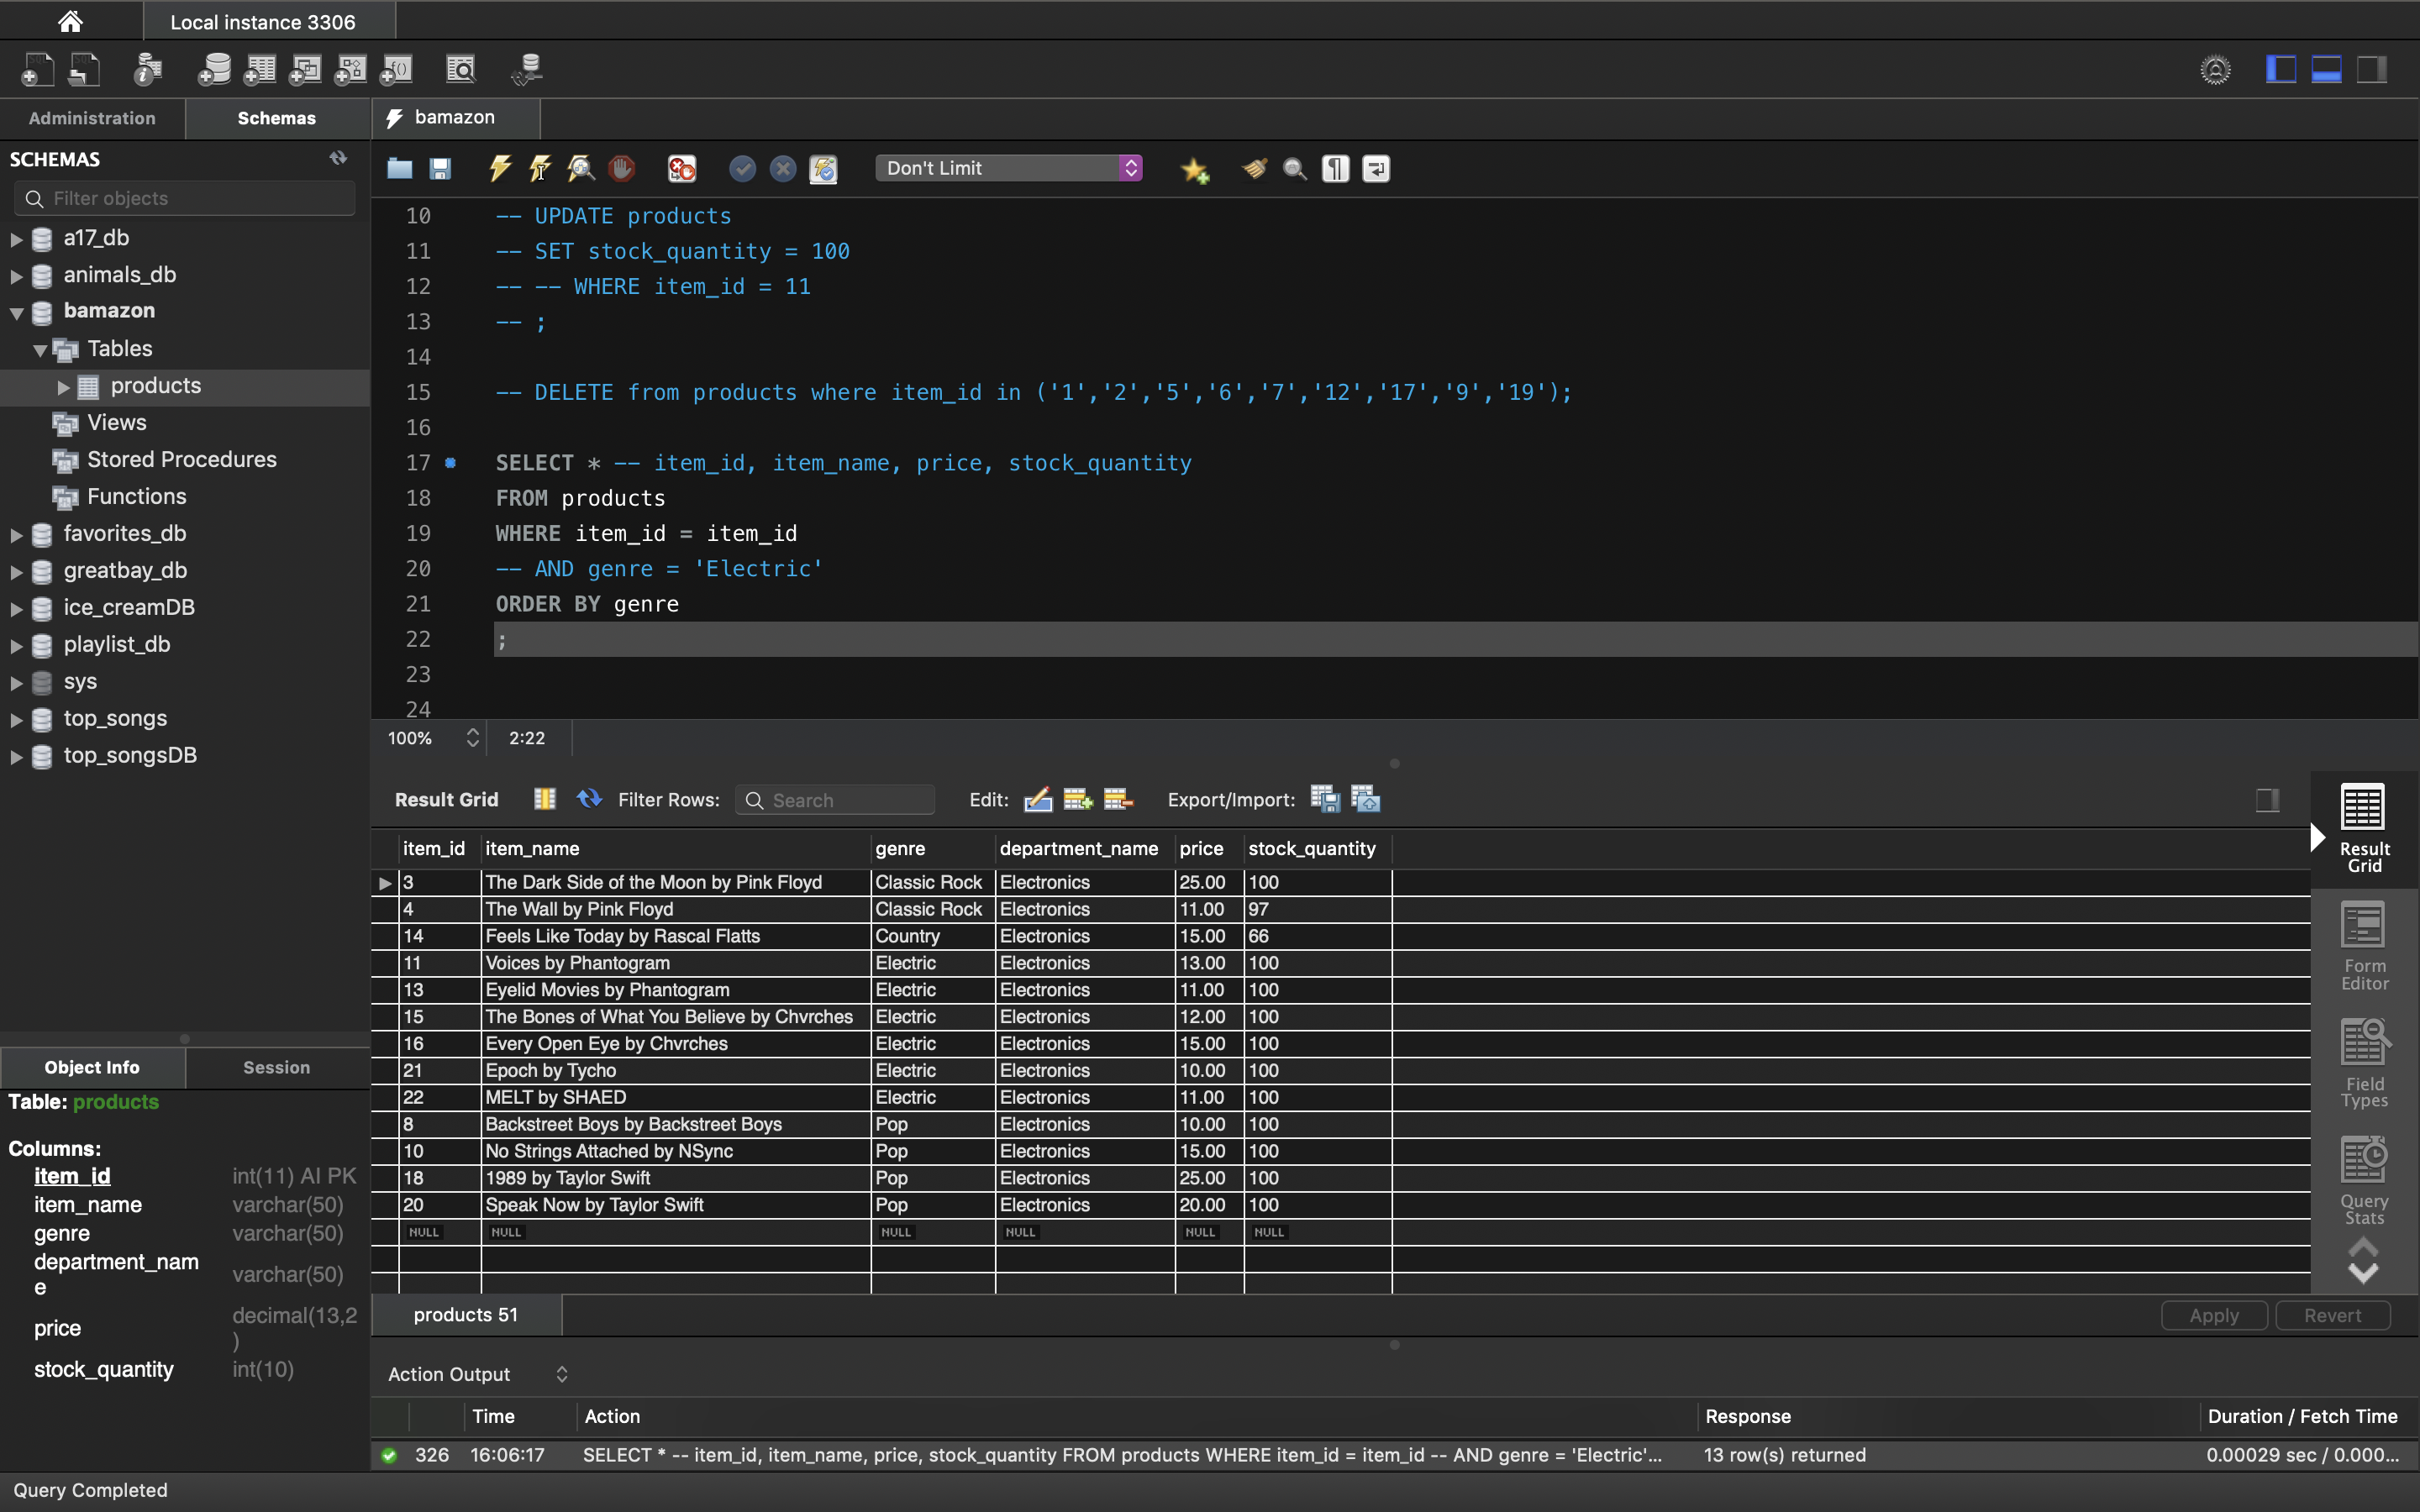 Local instance 3306
Administration
Schemas
bamazon
SCHEMAS
Filter objects
a17_db
animals_db
bamazon
Tables
products
Views
Stored Procedures
Functions
favorites_db
greatbay_db
ice_creamDB
playlist_db
sys
top_songs
top_songsDB
Object Info
Session
Table: products
Columns:
item_id int(11) AI PK
item_name varchar(50)
genre varchar(50)
department_nam
e varchar(50)
price decimal(13,2
)
stock_quantity int(10)
Don't Limit
10 -- UPDATE products
11 -- SET stock_quantity = 100
12 -- -- WHERE item_id = 11
13 -- ;
14
15 -- DELETE from products where item_id in ('1','2','5','6','7','12','17','9','19');
16
17 SELECT * -- item_id, item_name, price, stock_quantity
18 FROM products
19 WHERE item_id = item_id
20 -- AND genre = 'Electric'
21 ORDER BY genre
22 ;
23
24
100% 2:22
Result Grid Filter Rows: Search Edit: Export/Import:
item_id item_name genre department_name price stock_quantity
3 The Dark Side of the Moon by Pink Floyd Classic Rock Electronics 25.00 100
4 The Wall by Pink Floyd Classic Rock Electronics 11.00 97
14 Feels Like Today by Rascal Flatts Country Electronics 15.00 66
11 Voices by Phantogram Electric Electronics 13.00 100
13 Eyelid Movies by Phantogram Electric Electronics 11.00 100
15 The Bones of What You Believe by Chvrches Electric Electronics 12.00 100
16 Every Open Eye by Chvrches Electric Electronics 15.00 100
21 Epoch by Tycho Electric Electronics 10.00 100
22 MELT by SHAED Electric Electronics 11.00 100
8 Backstreet Boys by Backstreet Boys Pop Electronics 10.00 100
10 No Strings Attached by NSync Pop Electronics 15.00 100
18 1989 by Taylor Swift Pop Electronics 25.00 100
20 Speak Now by Taylor Swift Pop Electronics 20.00 100
NULL NULL NULL NULL NULL NULL
Result
Grid
Form
Editor
Field
Types
Query
Stats
products 51
Apply
Revert
Action Output
Time Action Response Duration / Fetch Time
326 16:06:17 SELECT * -- item_id, item_name, price, stock_quantity FROM products WHERE item_id = item_id -- AND genre = 'Electric'... 13 row(s) returned 0.00029 sec / 0.000...
Query Completed